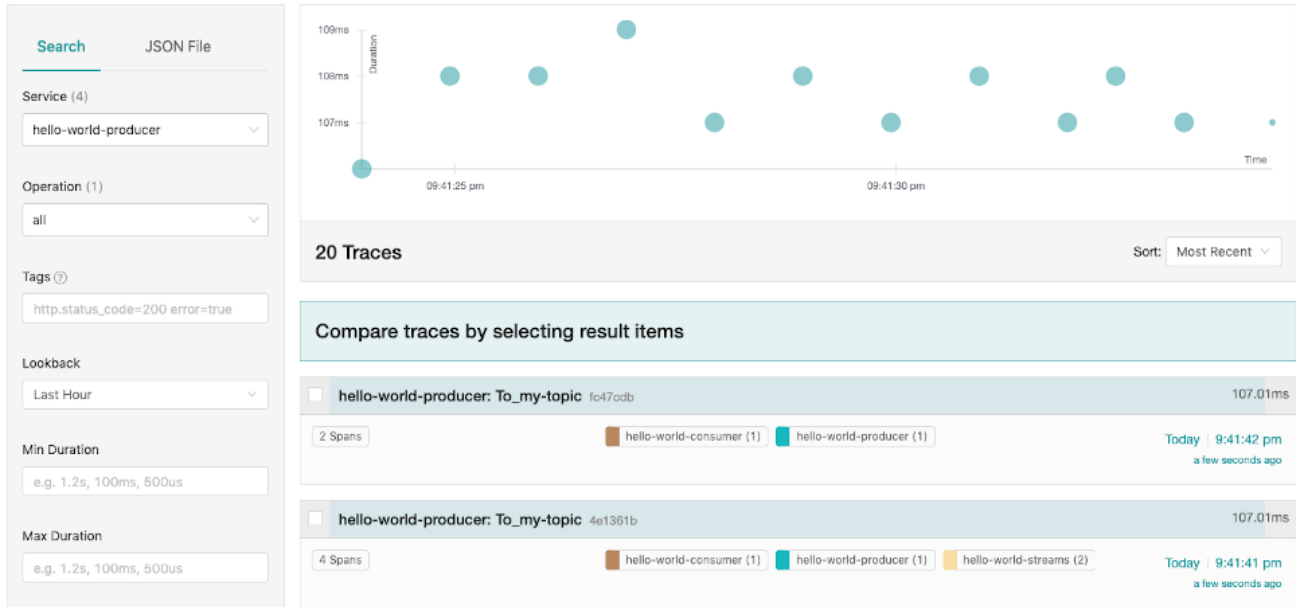 Search JSON File
Service (4)
hello-world-producer
Operation (1)
all
Tags ?
http.status_code=200 error=true
Lookback
Last Hour
Min Duration
e.g. 1.2s, 100ms, 500us
Max Duration
e.g. 1.2s, 100ms, 500us
109ms
Duration
108ms
107ms
Time
09:41:25 pm 09:41:30 pm
20 Traces
Sort: Most Recent
Compare traces by selecting result items
hello-world-producer: To_my-topic fc47cdb 107.01ms
2 Spans hello-world-consumer (1) hello-world-producer (1) Today 9:41:42 pm
a few seconds ago
hello-world-producer: To_my-topic 4e1361b 107.01ms
4 Spans hello-world-consumer (1) hello-world-producer (1) hello-world-streams (2) Today 9:41:41 pm
a few seconds ago